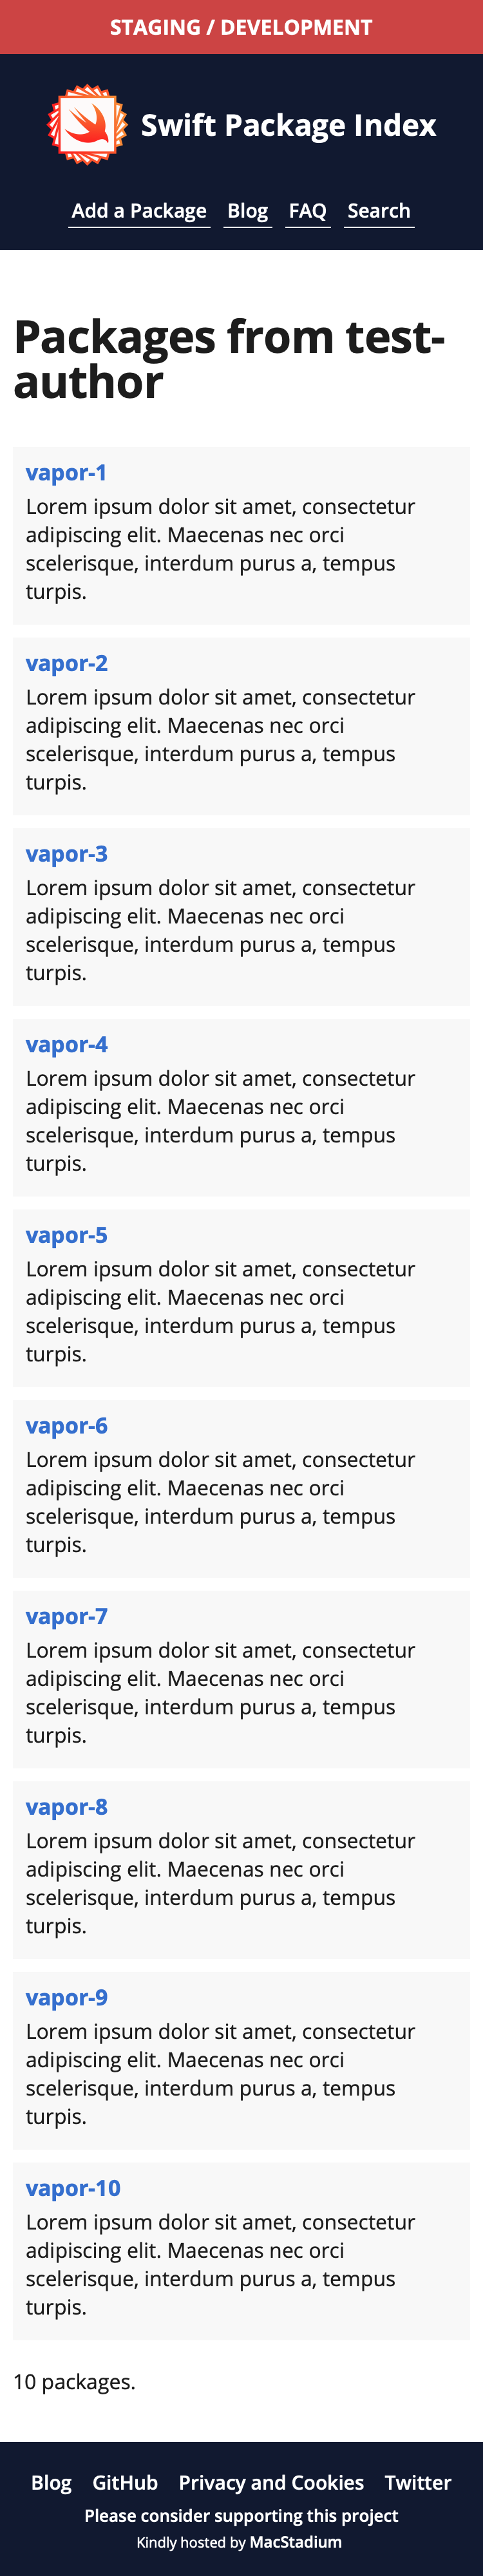 STAGING / DEVELOPMENT
Swift Package Index
Add a Package Blog FAQ Search
Packages from test-
author
vapor-1
Lorem ipsum dolor sit amet, consectetur
adipiscing elit. Maecenas nec orci
scelerisque, interdum purus a, tempus
turpis.
vapor-2
Lorem ipsum dolor sit amet, consectetur
adipiscing elit. Maecenas nec orci
scelerisque, interdum purus a, tempus
turpis.
vapor-3
Lorem ipsum dolor sit amet, consectetur
adipiscing elit. Maecenas nec orci
scelerisque, interdum purus a, tempus
turpis.
vapor-4
Lorem ipsum dolor sit amet, consectetur
adipiscing elit. Maecenas nec orci
scelerisque, interdum purus a, tempus
turpis.
vapor-5
Lorem ipsum dolor sit amet, consectetur
adipiscing elit. Maecenas nec orci
scelerisque, interdum purus a, tempus
turpis.
vapor-6
Lorem ipsum dolor sit amet, consectetur
adipiscing elit. Maecenas nec orci
scelerisque, interdum purus a, tempus
turpis.
vapor-7
Lorem ipsum dolor sit amet, consectetur
adipiscing elit. Maecenas nec orci
scelerisque, interdum purus a, tempus
turpis.
vapor-8
Lorem ipsum dolor sit amet, consectetur
adipiscing elit. Maecenas nec orci
scelerisque, interdum purus a, tempus
turpis.
vapor-9
Lorem ipsum dolor sit amet, consectetur
adipiscing elit. Maecenas nec orci
scelerisque, interdum purus a, tempus
turpis.
vapor-10
Lorem ipsum dolor sit amet, consectetur
adipiscing elit. Maecenas nec orci
scelerisque, interdum purus a, tempus
turpis.
10 packages.
Blog GitHub Privacy and Cookies Twitter
Please consider supporting this project
Kindly hosted by MacStadium